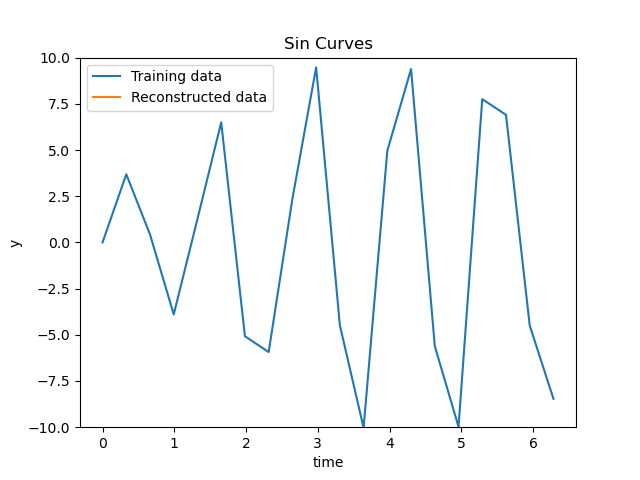 Sin Curves
Training data
Reconstructed data
10.0
7.5
5.0
2.5
0.0
−2.5
−5.0
−7.5
−10.0
y
0 1 2 3 4 5 6
time